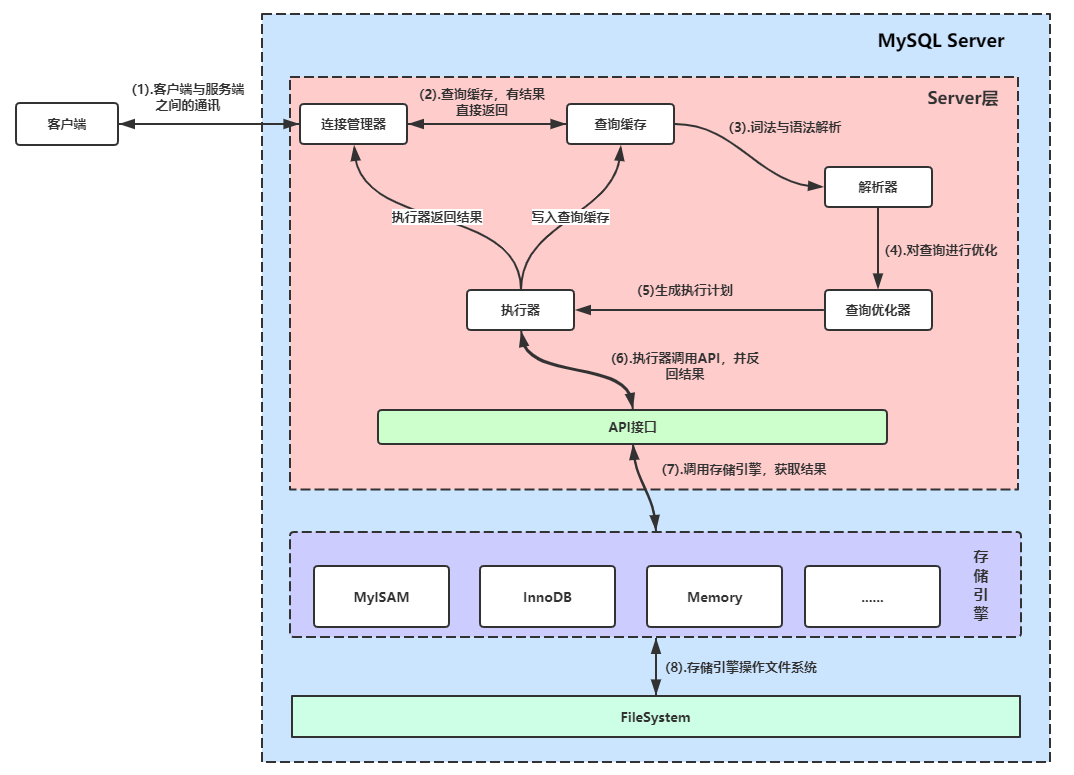 MySQL Server
Server层
(1).客户端与服务端
之间的通讯
(2).查询缓存，有结果
直接返回
客户端
连接管理器
查询缓存
(3).词法与语法解析
解析器
执行器返回结果
写入查询缓存
(4).对查询进行优化
(5)生成执行计划
执行器
查询优化器
(6).执行器调用API，并反
回结果
API接口
(7).调用存储引擎，获取结果
存
储
引
擎
MyISAM
InnoDB
Memory
......
(8).存储引擎操作文件系统
FileSystem